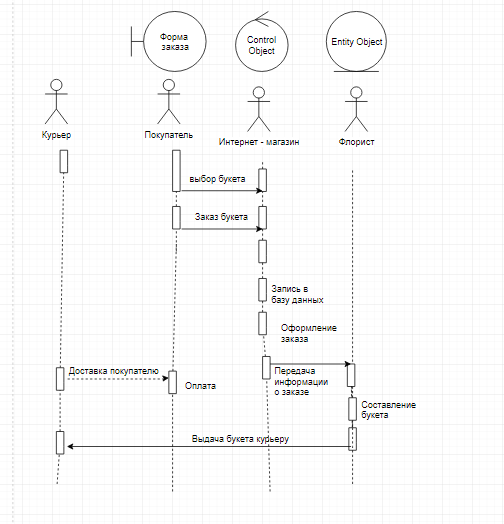 Форма
заказа
Control
Object
Entity Object
Курьер
Покупатель
Интернет - магазин
Флорист
выбор букета
Заказ букета
Запись в
базу данных
Оформление
заказа
Доставка покупателю
Передача
информации
о заказе
Оплата
Составление
букета
Выдача букета курьеру